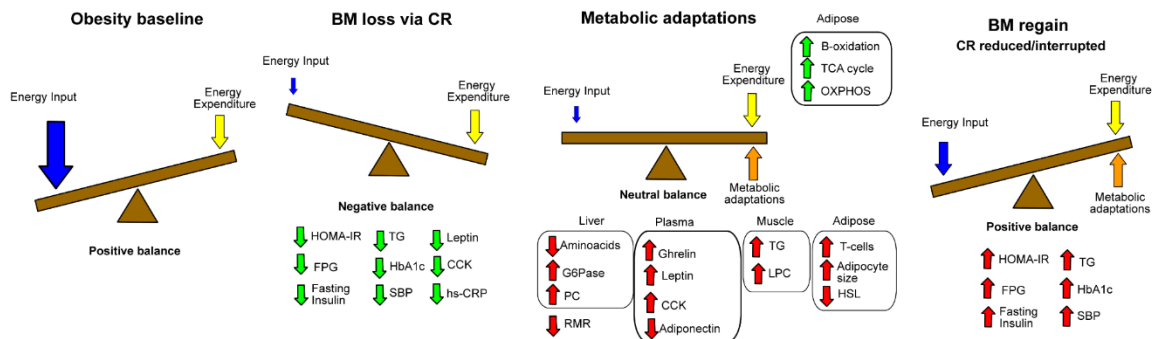 Obesity baseline
Energy Input
Energy
Expenditure
Positive balance
BM loss via CR
Energy Input
Energy
Expenditure
Negative balance
HOMA-IR
TG
Leptin
FPG
HbA1c
CCK
Fasting
Insulin
SBP
hs-CRP
Metabolic adaptations
Adipose
B-oxidation
TCA cycle
OXPHOS
Energy Input
Energy
Expenditure
Neutral balance
Metabolic
adaptations
Liver
Aminoacids
G6Pase
PC
RMR
Plasma
Ghrelin
Leptin
CCK
Adiponectin
Muscle
TG
LPC
Adipose
T-cells
Adipocyte
size
HSL
BM regain
CR reduced/interrupted
Energy Input
Energy
Expenditure
Metabolic
adaptations
Positive balance
HOMA-IR
TG
FPG
HbA1c
Fasting
Insulin
SBP